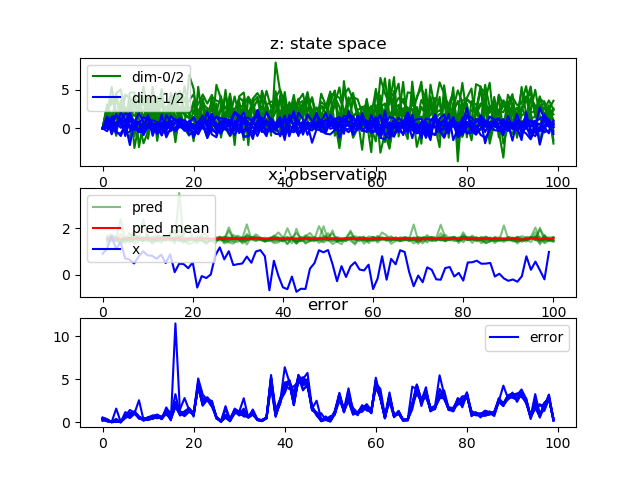 z: state space
5
0
dim-0/2
dim-1/2
0 20 40 60 80 100
x: observation
2
0
pred
pred_mean
x
0 20 40 60 80 100
error
10
5
0
error
0 20 40 60 80 100